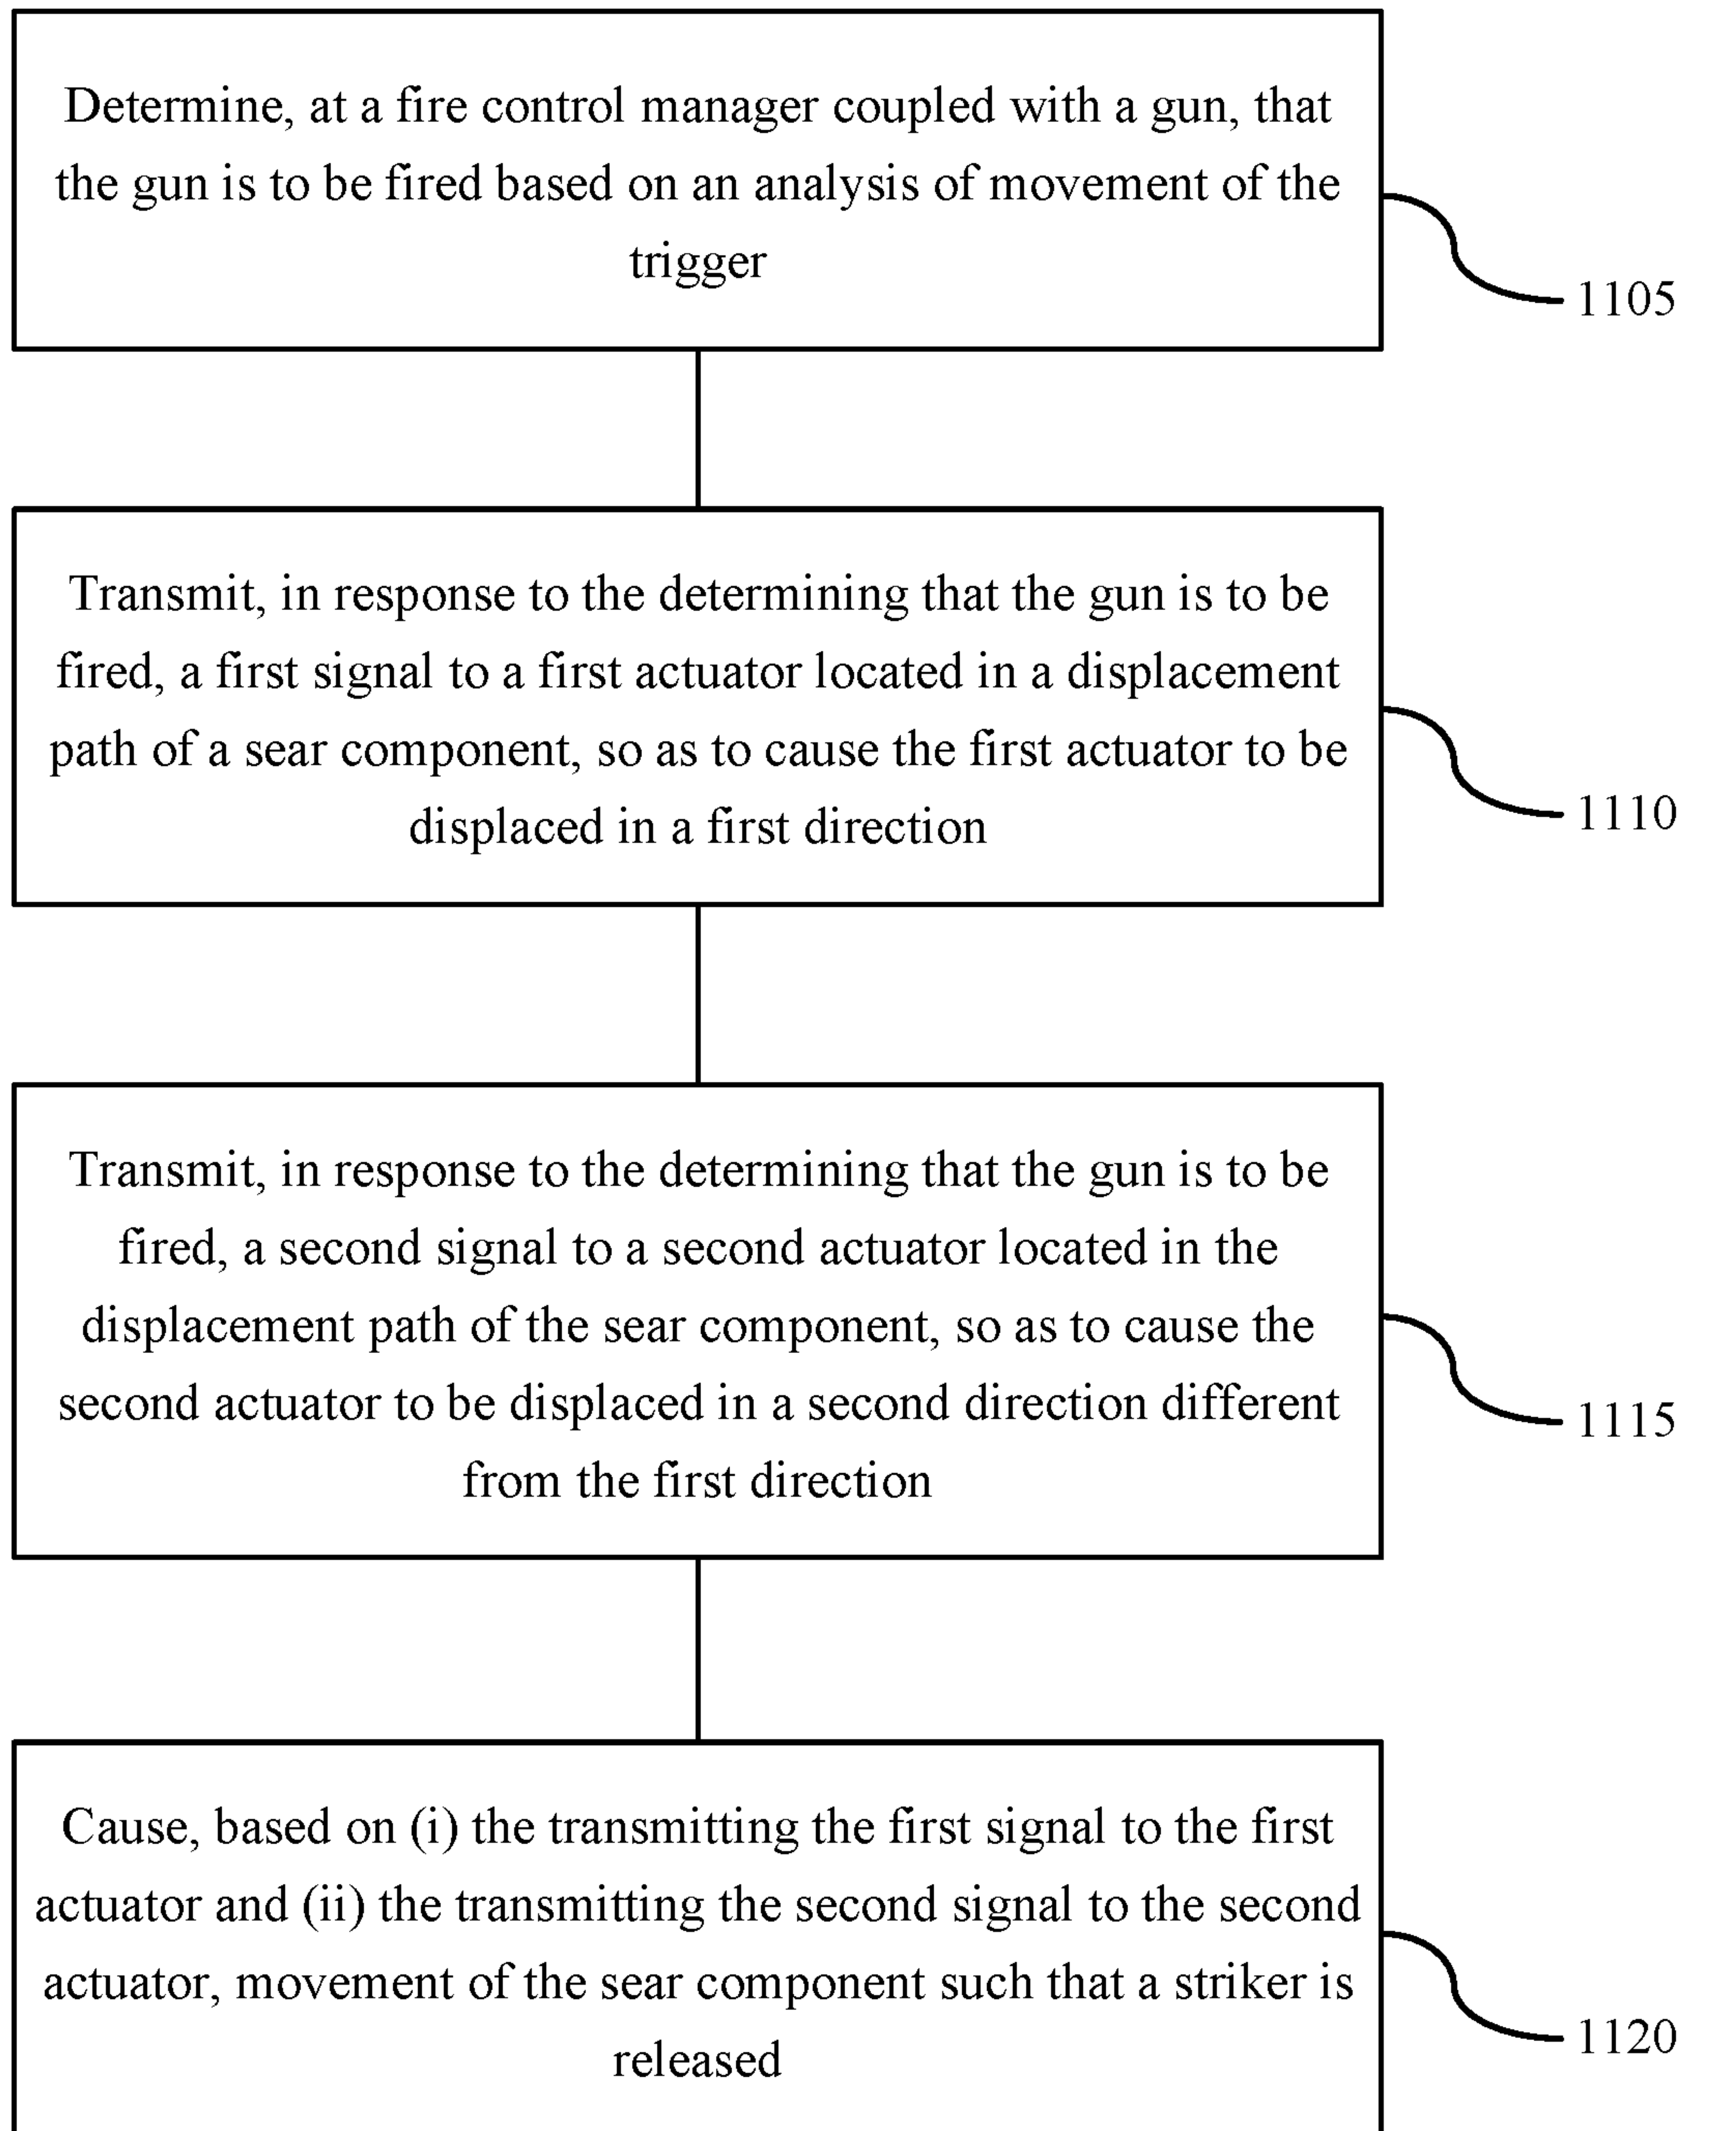 Determine, at a fire control manager coupled with a gun, that
the gun is to be fired based on an analysis of movement of the
trigger
1105
Transmit, in response to the determining that the gun is to be
fired, a first signal to a first actuator located in a displacement
path of a sear component, so as to cause the first actuator to be
displaced in a first direction
1110
Transmit, in response to the determining that the gun is to be
fired, a second signal to a second actuator located in the
displacement path of the sear component, so as to cause the
second actuator to be displaced in a second direction different
from the first direction
1115
Cause, based on (i) the transmitting the first signal to the first
actuator and (ii) the transmitting the second signal to the second
actuator, movement of the sear component such that a striker is
released
1120